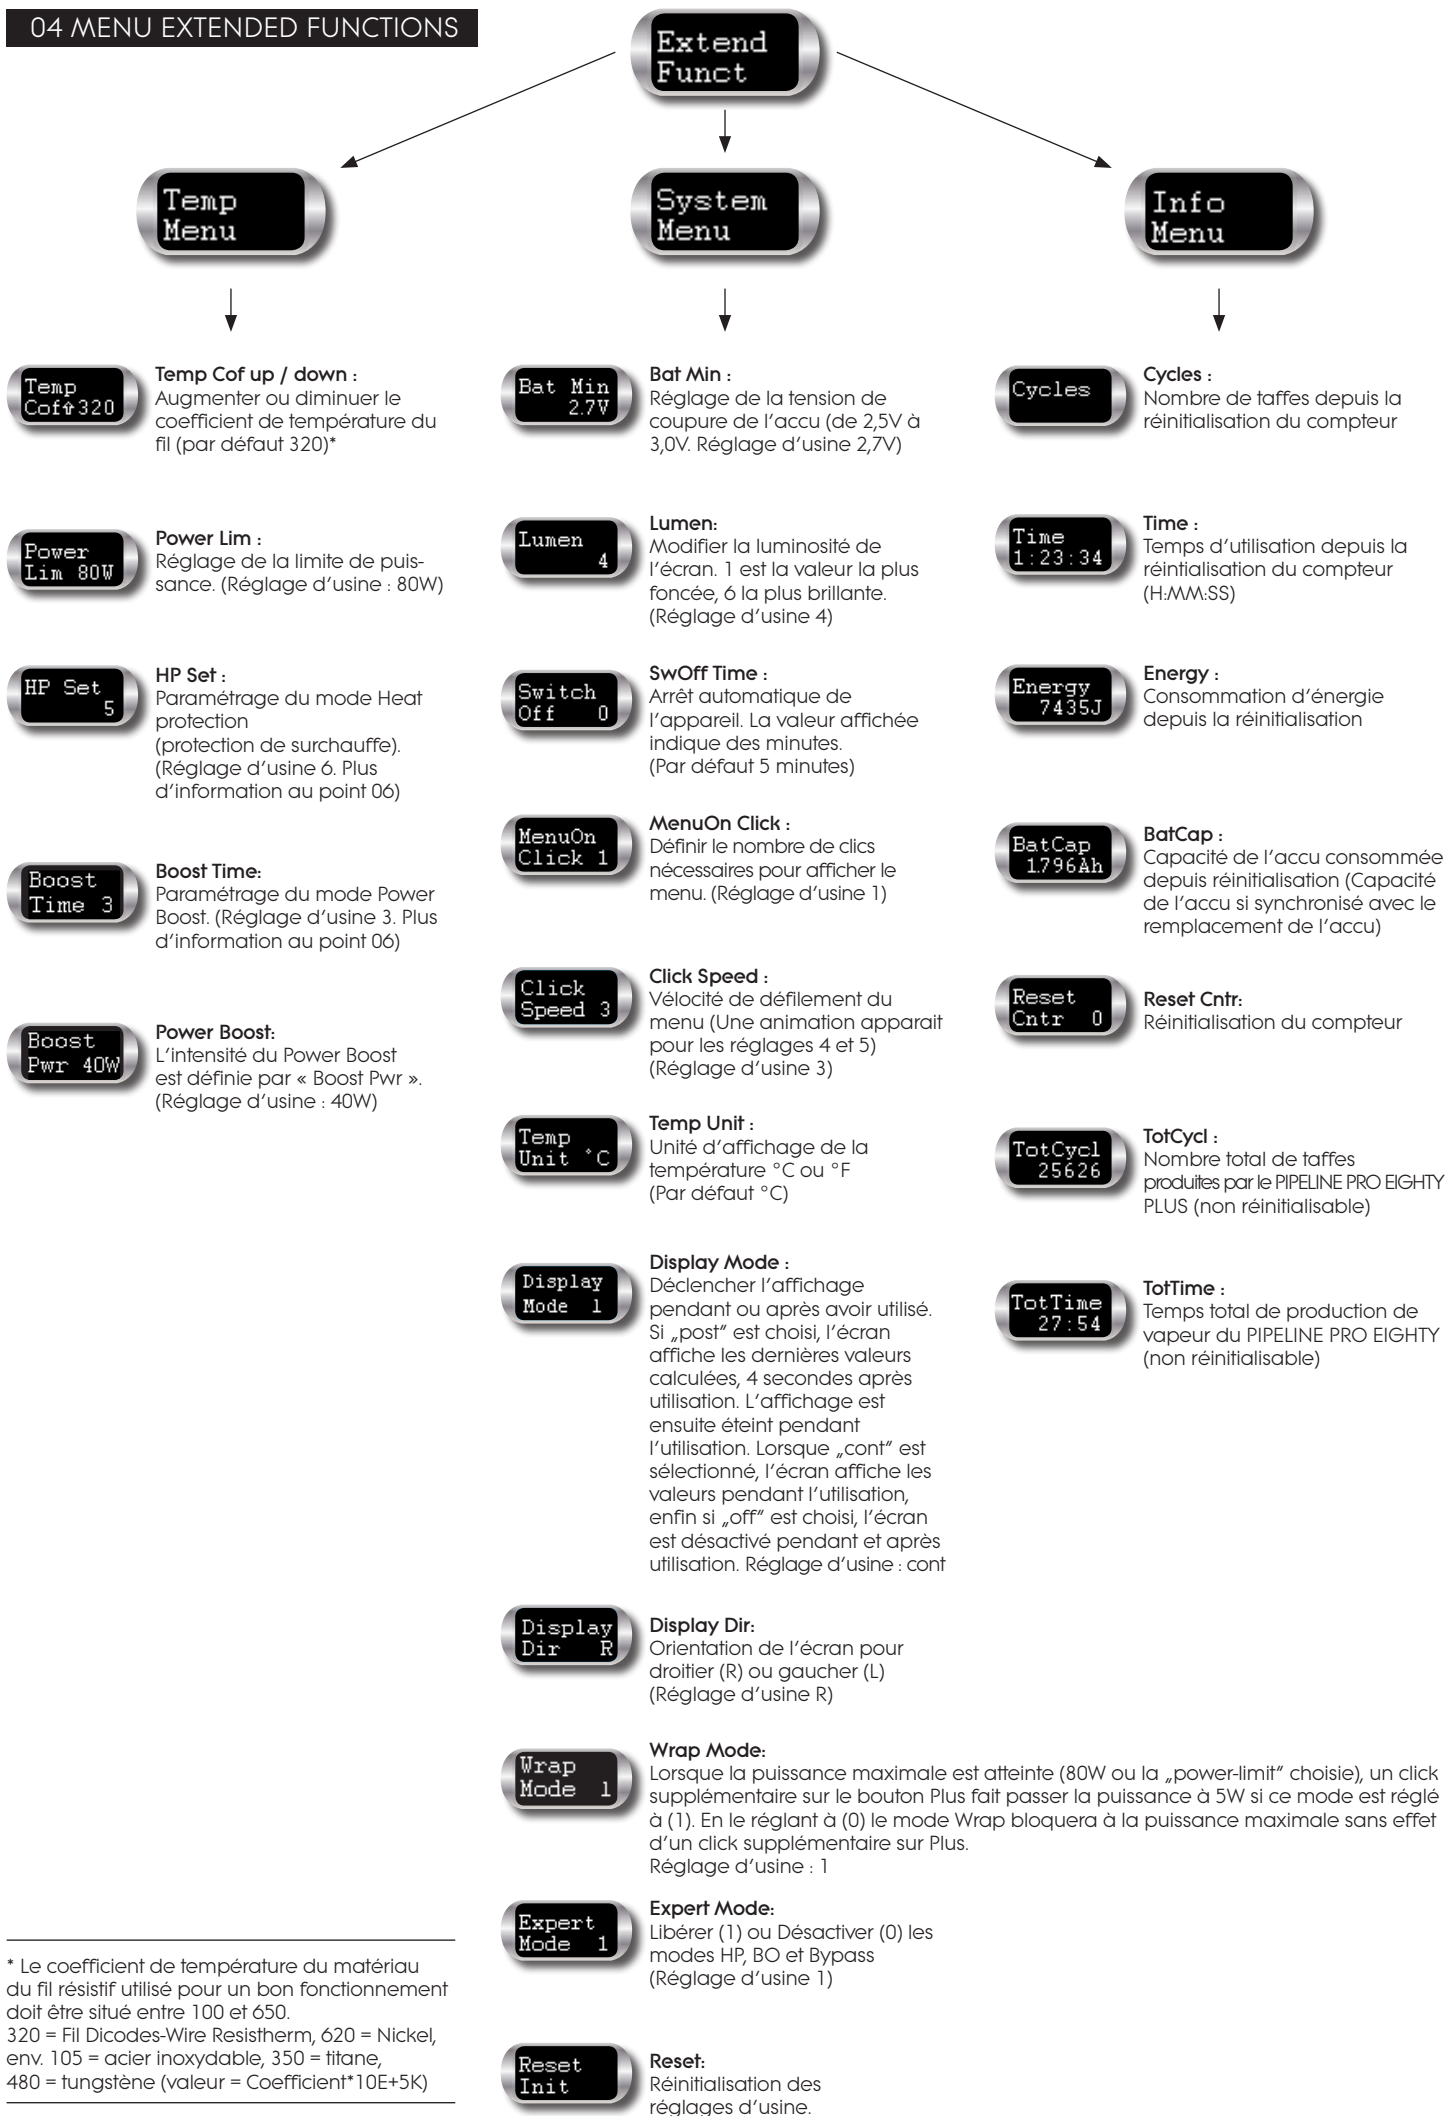 04 MENU EXTENDED FUNCTIONS
Extend
Funct
Temp
Menu
System
Menu
Info
Menu
Temp
Cof⇧320
Temp Cof up / down :
Augmenter ou diminuer le
coefficient de température du
fil (par défaut 320)*
Power
Lim 80W
Power Lim :
Réglage de la limite de puis-
sance. (Réglage d'usine : 80W)
HP Set
5
HP Set :
Paramétrage du mode Heat
protection
(protection de surchauffe).
(Réglage d'usine 6. Plus
d'information au point 06)
Boost
Time 3
Boost Time:
Paramétrage du mode Power
Boost. (Réglage d'usine 3. Plus
d'information au point 06)
Boost
Pwr 40W
Power Boost:
L'intensité du Power Boost
est définie par « Boost Pwr ».
(Réglage d'usine : 40W)
* Le coefficient de température du matériau
du fil résistif utilisé pour un bon fonctionnement
doit être situé entre 100 et 650.
320 = Fil Dicodes-Wire Resistherm, 620 = Nickel,
env. 105 = acier inoxydable, 350 = titane,
480 = tungstène (valeur = Coefficient*10E+5K)
Bat Min
2.7V
Bat Min :
Réglage de la tension de
coupure de l'accu (de 2,5V à
3,0V. Réglage d'usine 2,7V)
Lumen
4
Lumen:
Modifier la luminosité de
l'écran. 1 est la valeur la plus
foncée, 6 la plus brillante.
(Réglage d'usine 4)
Switch
Off 0
SwOff Time :
Arrêt automatique de
l'appareil. La valeur affichée
indique des minutes.
(Par défaut 5 minutes)
MenuOn
Click 1
MenuOn Click :
Définir le nombre de clics
nécessaires pour afficher le
menu. (Réglage d'usine 1)
Click
Speed 3
Click Speed :
Vélocité de défilement du
menu (Une animation apparait
pour les réglages 4 et 5)
(Réglage d'usine 3)
Temp
Unit °C
Temp Unit :
Unité d'affichage de la
température °C ou °F
(Par défaut °C)
Display
Mode 1
Display Mode :
Déclencher l'affichage
pendant ou après avoir utilisé.
Si „post" est choisi, l'écran
affiche les dernières valeurs
calculées, 4 secondes après
utilisation. L'affichage est
ensuite éteint pendant
l'utilisation. Lorsque „cont" est
sélectionné, l'écran affiche les
valeurs pendant l'utilisation,
enfin si „off" est choisi, l'écran
est désactivé pendant et après
utilisation. Réglage d'usine : cont
Display
Dir R
Display Dir:
Orientation de l'écran pour
droitier (R) ou gaucher (L)
(Réglage d'usine R)
Wrap
Mode 1
Wrap Mode:
Lorsque la puissance maximale est atteinte (80W ou la „power-limit" choisie), un click
supplémentaire sur le bouton Plus fait passer la puissance à 5W si ce mode est réglé
à (1). En le réglant à (0) le mode Wrap bloquera à la puissance maximale sans effet
d'un click supplémentaire sur Plus.
Réglage d'usine : 1
Expert
Mode 1
Expert Mode:
Libérer (1) ou Désactiver (0) les
modes HP, BO et Bypass
(Réglage d'usine 1)
Reset
Init
Reset:
Réinitialisation des
réglages d'usine.
Cycles
Cycles :
Nombre de taffes depuis la
réinitialisation du compteur
Time
1:23:34
Time :
Temps d'utilisation depuis la
réintialisation du compteur
(H:MM:SS)
Energy
7435J
Energy :
Consommation d'énergie
depuis la réinitialisation
BatCap
1.796Ah
BatCap :
Capacité de l'accu consommée
depuis réinitialisation (Capacité
de l'accu si synchronisé avec le
remplacement de l'accu)
Reset
Cntr 0
Reset Cntr:
Réinitialisation du compteur
TotCycl
25626
TotCycl :
Nombre total de taffes
produites par le PIPELINE PRO EIGHTY
PLUS (non réinitialisable)
TotTime
27:54
TotTime :
Temps total de production de
vapeur du PIPELINE PRO EIGHTY
(non réinitialisable)